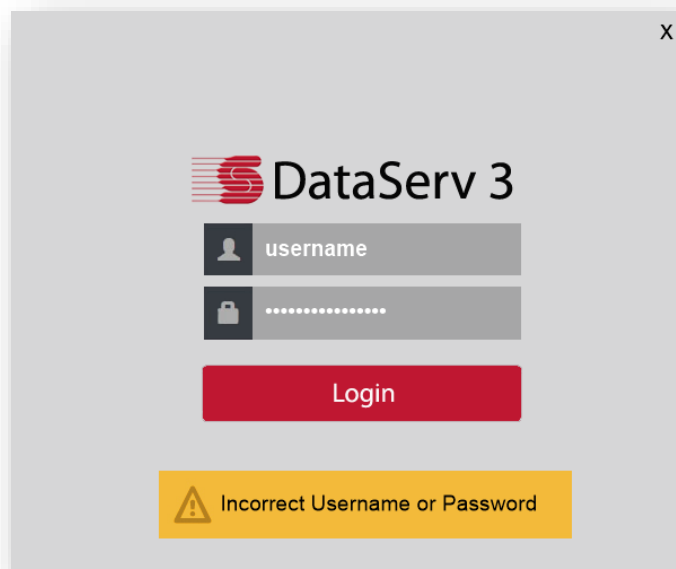 X
DataServ 3
username
••••••••••••••••
Login
Incorrect Username or Password